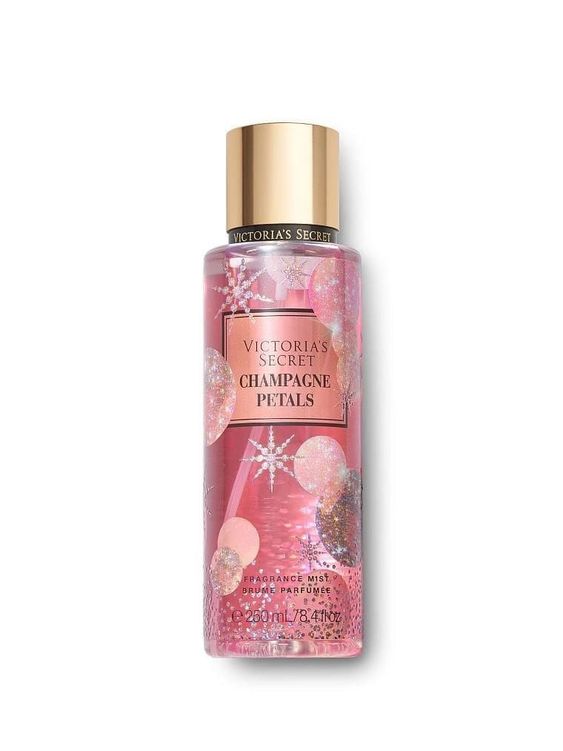 VICTORIA'S SECRET
VICTORIA'S
SECRET
CHAMPAGNE
PETALS
FRAGRANCE MIST
BRUME PARFUMÉE
℮ 250 mL/8.4 fl oz